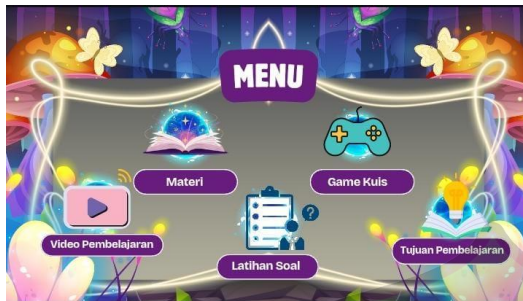 MENU
Materi
Game Kuis
Video Pembelajaran
Latihan Soal
Tujuan Pembelajaran